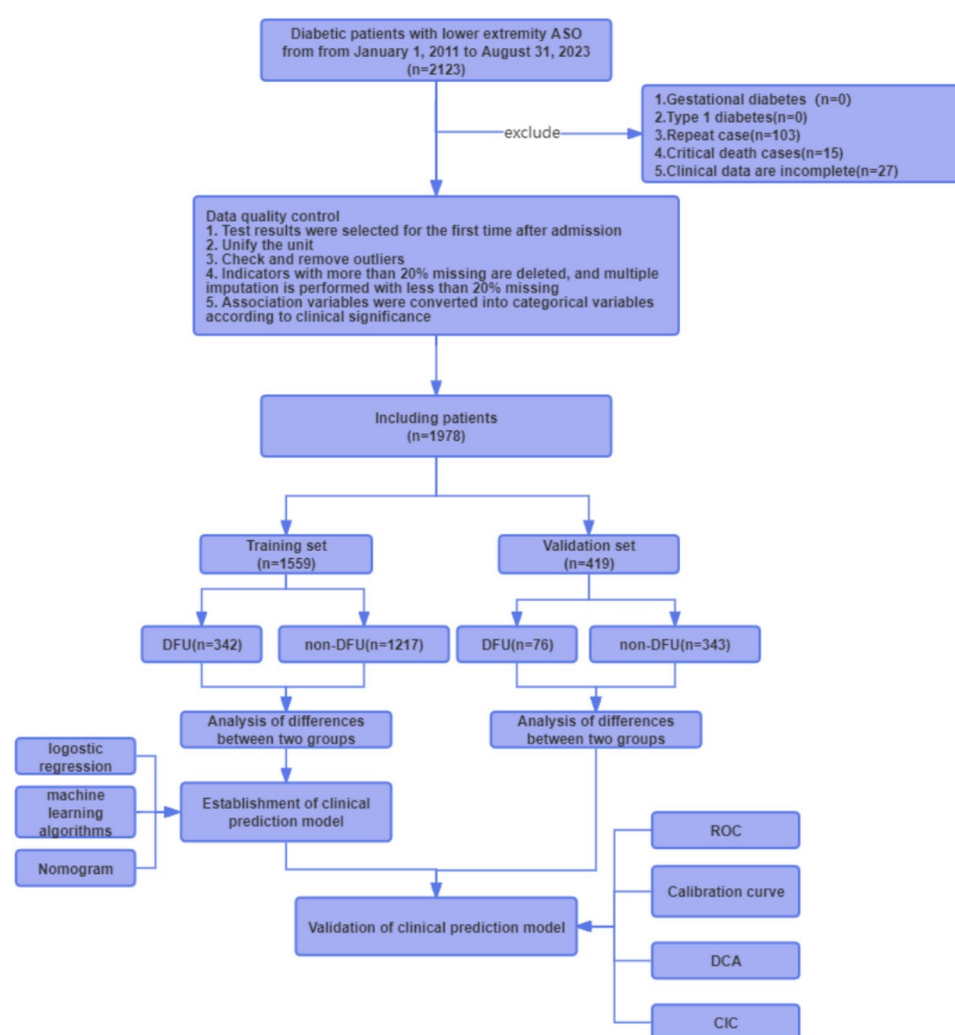 Diabetic patients with lower extremity ASO
from from January 1, 2011 to August 31, 2023
(n=2123)
exclude
1.Gestational diabetes (n=0)
2.Type 1 diabetes(n=0)
3.Repeat case(n=103)
4.Critical death cases(n=15)
5.Clinical data are incomplete(n=27)
Data quality control
1. Test results were selected for the first time after admission
2. Unify the unit
3. Check and remove outliers
4. Indicators with more than 20% missing are deleted, and multiple
imputation is performed with less than 20% missing
5. Association variables were converted into categorical variables
according to clinical significance
Including patients
(n=1978)
Training set
(n=1559)
Validation set
(n=419)
DFU(n=342)
non-DFU(n=1217)
DFU(n=76)
non-DFU(n=343)
Analysis of differences
between two groups
Analysis of differences
between two groups
logostic
regression
machine
learning
algorithms
Nomogram
Establishment of clinical
prediction model
Validation of clinical prediction model
ROC
Calibration curve
DCA
CIC